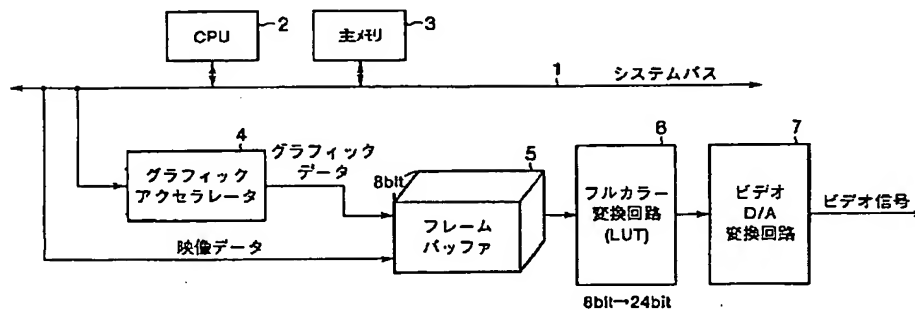 CPU
2
主メモリ
3
1
システムバス
4
グラフィック
アクセラレータ
グラフィック
データ
8bit
5
フレーム
バッファ
映像データ
6
フルカラー
変換回路
(LUT)
8bit→24bit
7
ビデオ
D/A
変換回路
ビデオ信号